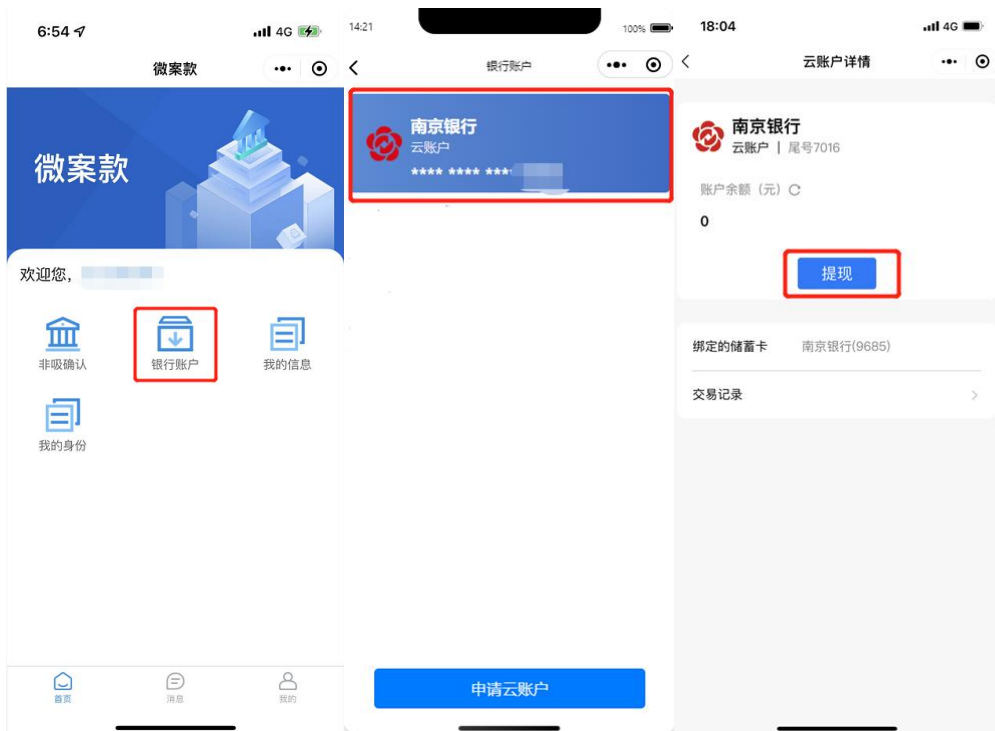 6:54
4G
微案款
微案款
欢迎您,
非吸确认
银行账户
我的信息
我的身份
首页
消息
我的
14:21
100%
银行账户
南京银行
云账户
**** **** ***
申请云账户
18:04
4G
云账户详情
南京银行
云账户 | 尾号7016
账户余额（元）
0
提现
绑定的储蓄卡 南京银行(9685)
交易记录